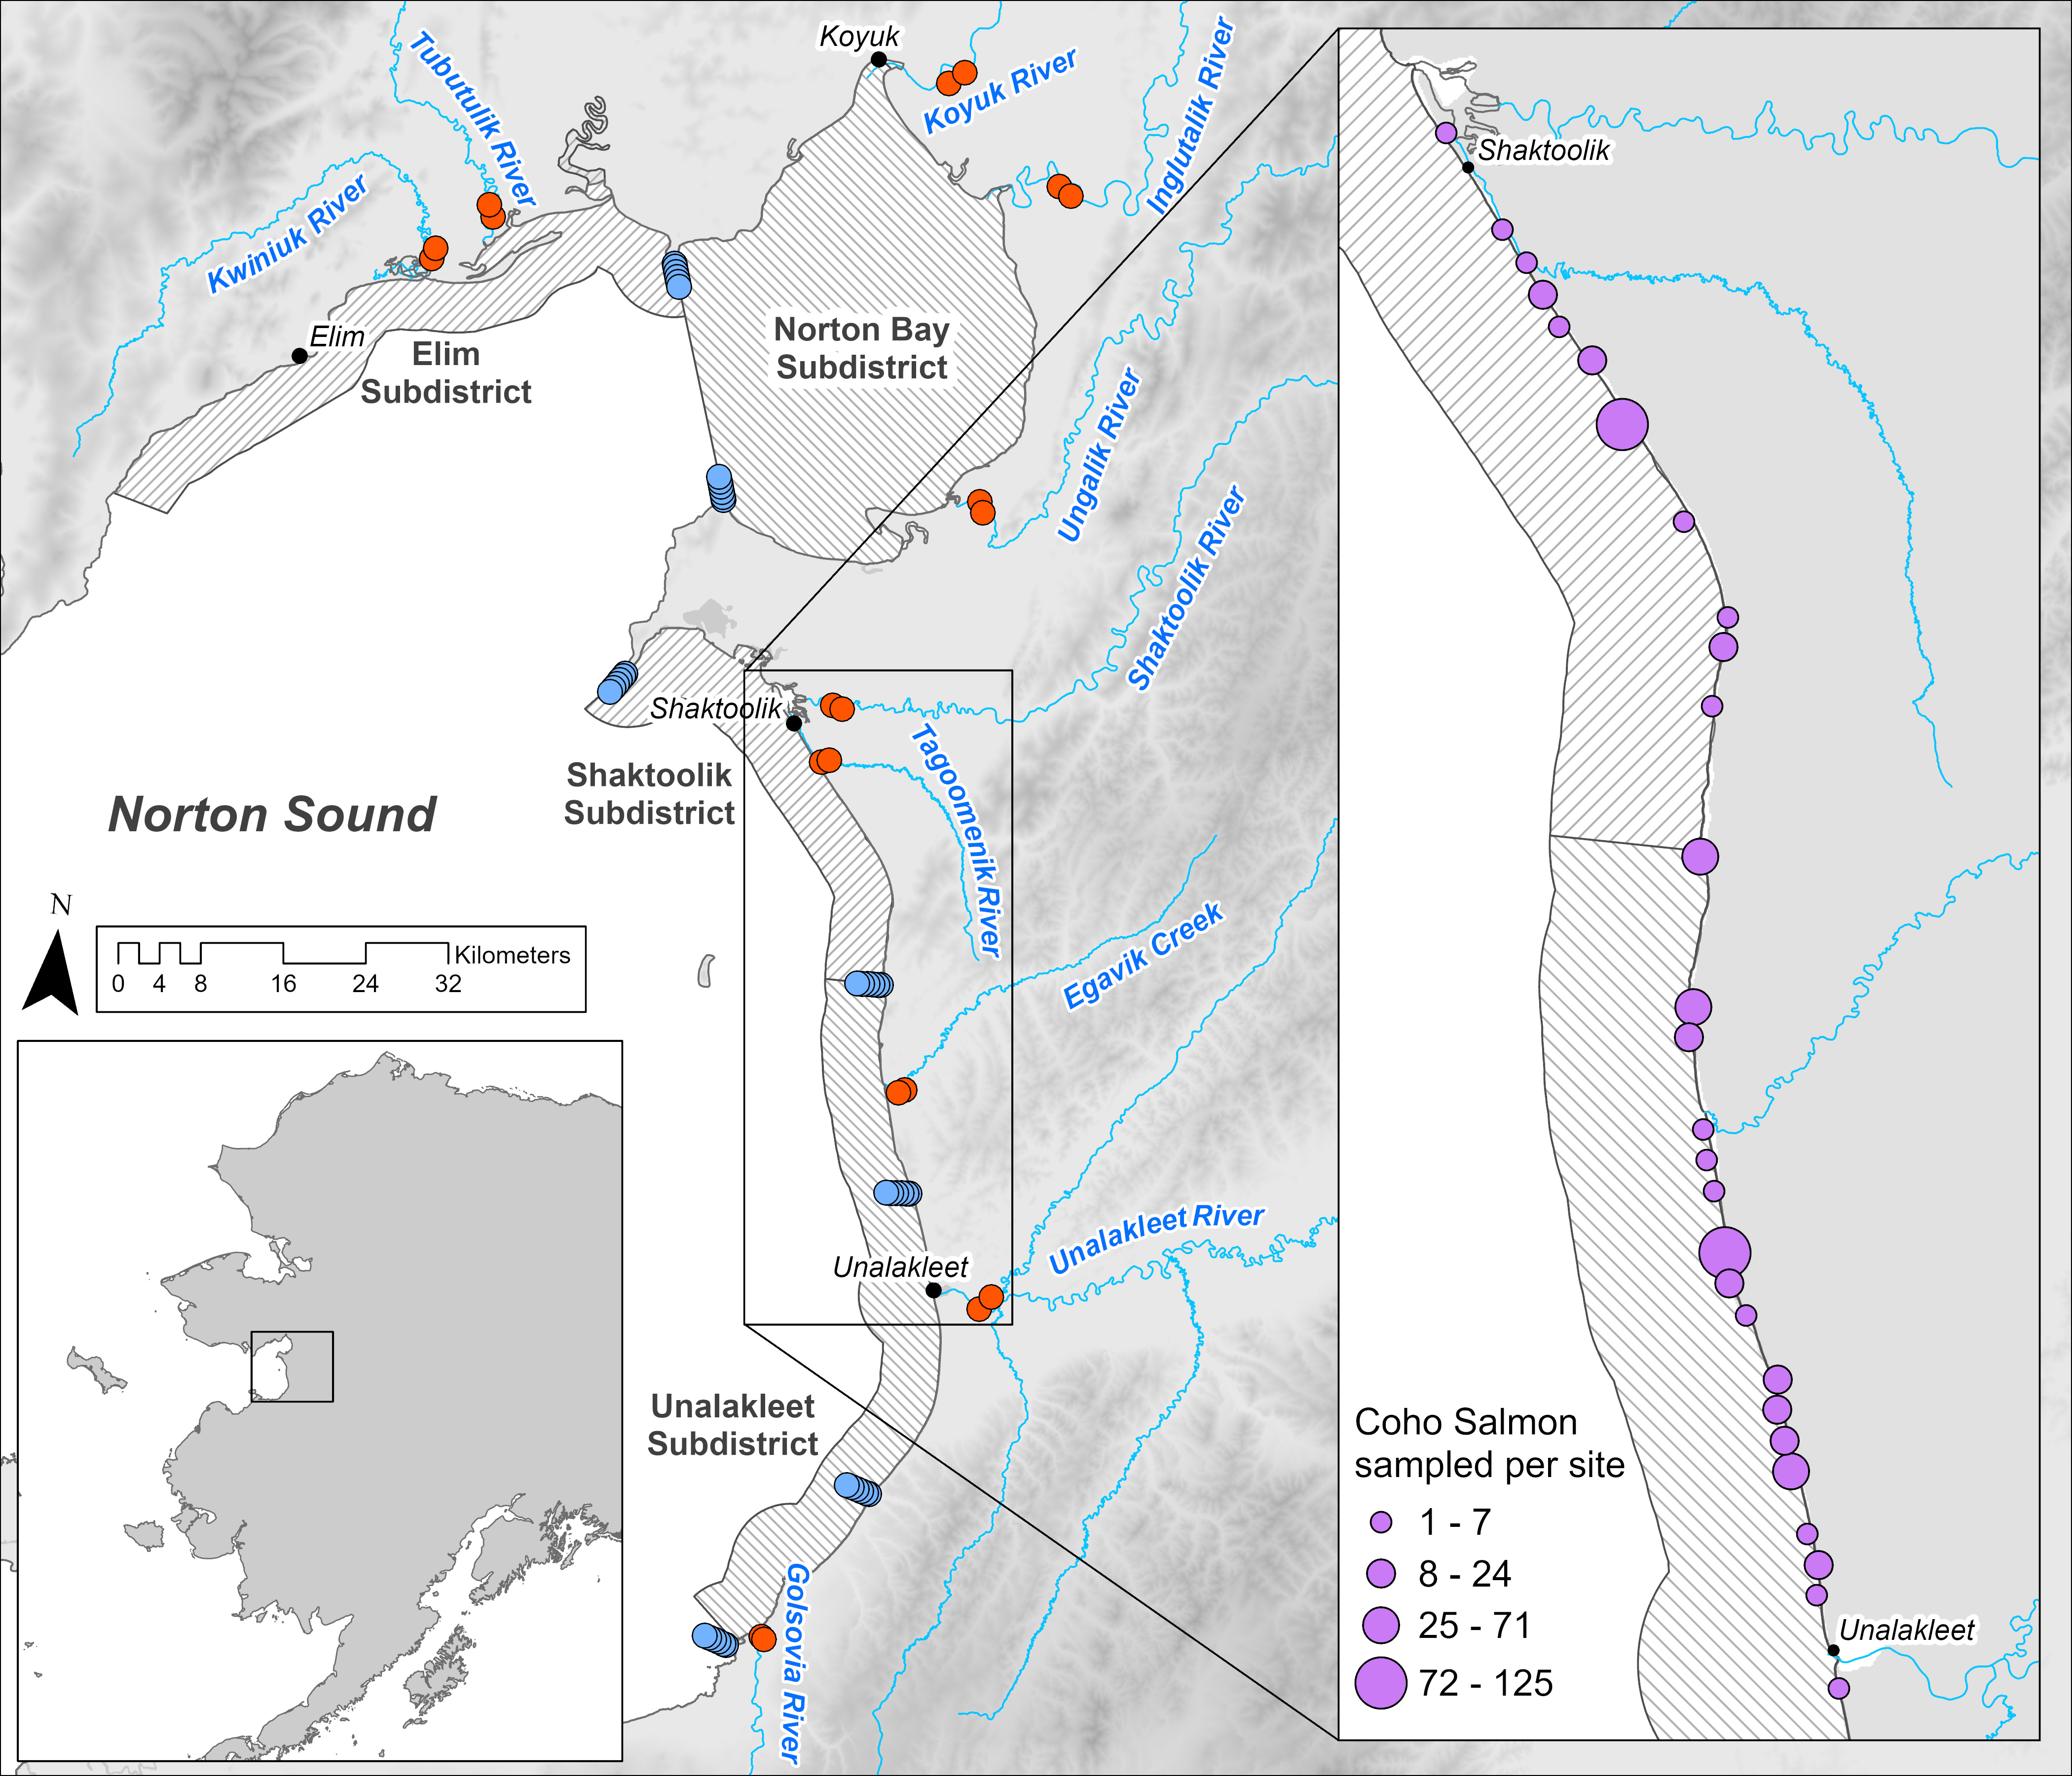 Koyuk
Koyuk River
Tubutulik River
Inglutalik River
Kwiniuk River
Elim
Elim
Subdistrict
Norton Bay
Subdistrict
Ungalik River
Shaktoolik River
Shaktoolik
Shaktoolik
Subdistrict
Tagoomenik River
Norton Sound
N
Kilometers
0 4 8 16 24 32
Egavik Creek
Unalakleet River
Unalakleet
Unalakleet
Subdistrict
Golsovia River
Shaktoolik
Coho Salmon
sampled per site
1 - 7
8 - 24
25 - 71
72 - 125
Unalakleet